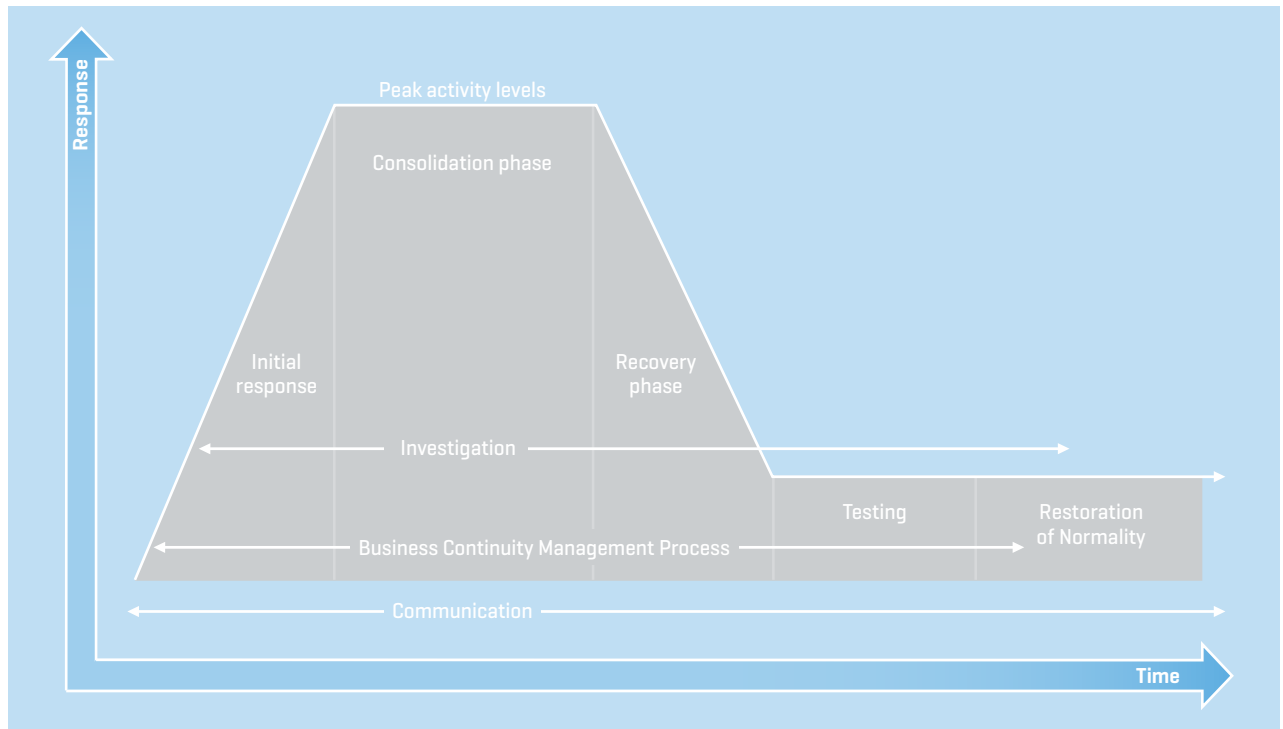 Response
Peak activity levels
Consolidation phase
Initial
response
Recovery
phase
Investigation
Testing
Restoration
of Normality
Business Continuity Management Process
Communication
Time